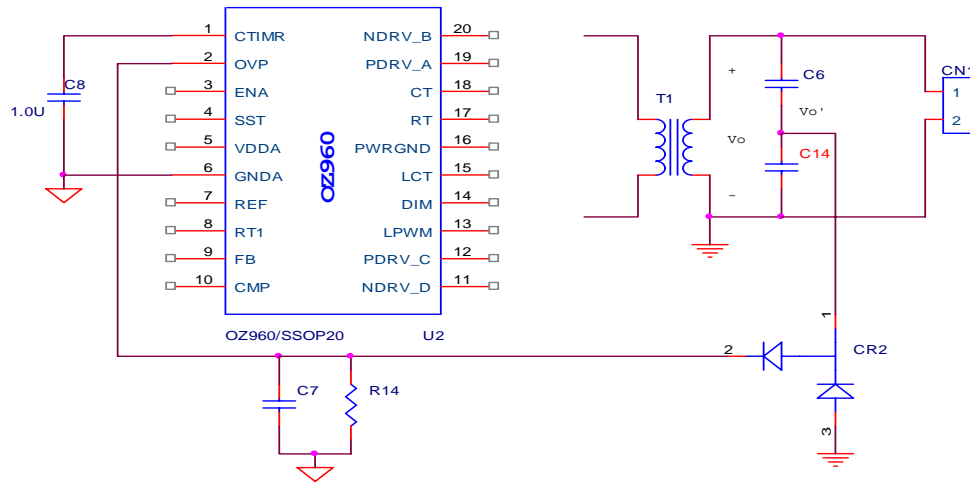 1 CTIMR NDRV_B 20
2 OVP PDRV_A 19
3 ENA CT 18
4 SST RT 17
5 VDDA PWRGND 16
6 GNDA LCT 15
7 REF DIM 14
8 RT1 LPWM 13
9 FB PDRV_C 12
10 CMP NDRV_D 11
OZ960
OZ960/SSOP20 U2
C8
1.0U
C7
R14
T1
+
Vo
-
C6
Vo'
C14
CN1
1
2
1
2
CR2
3